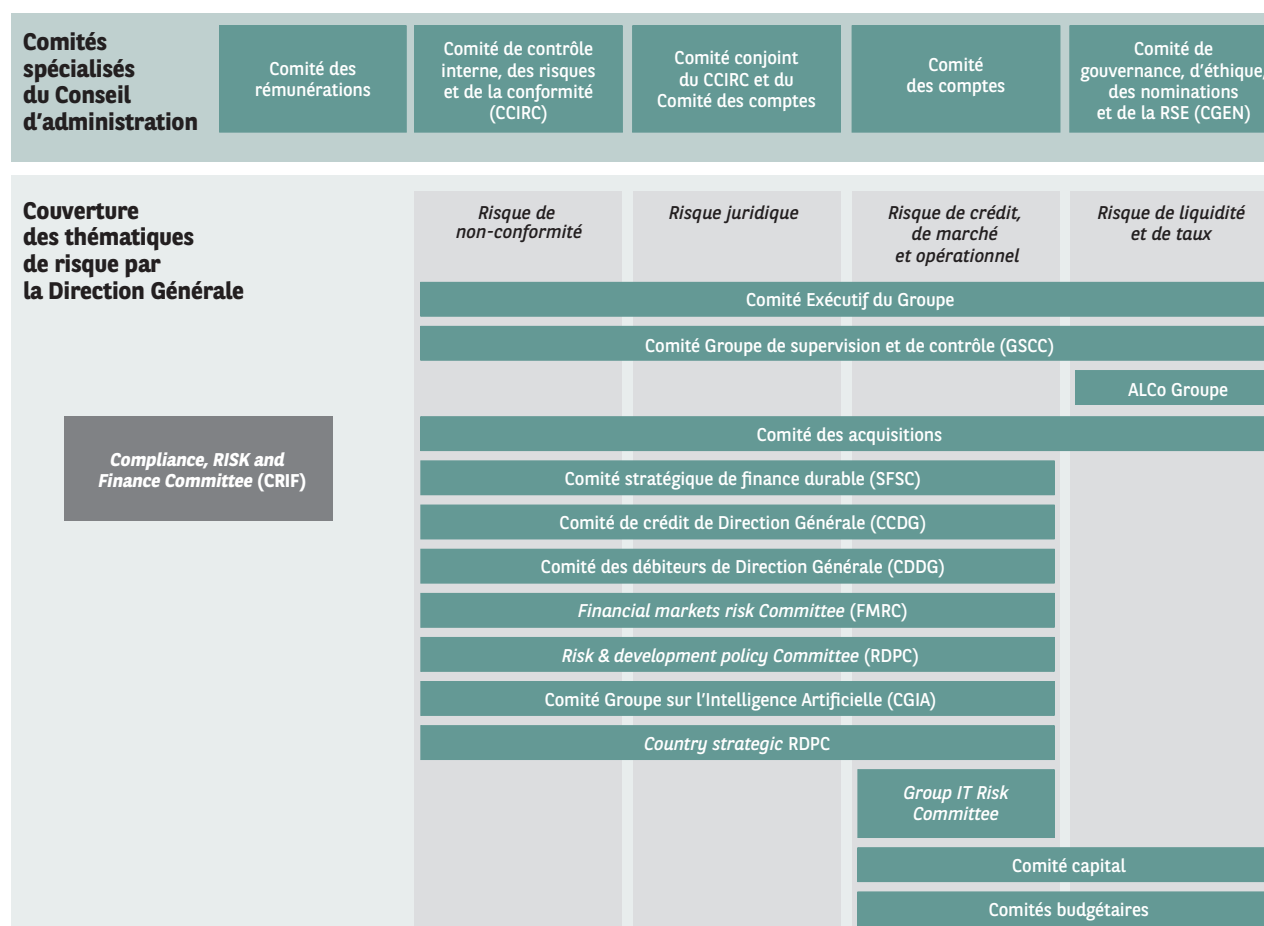 Comités
spécialisés
du Conseil
d'administration
Comité des
rémunérations
Comité de contrôle
interne, des risques
et de la conformité
(CCIRC)
Comité conjoint
du CCIRC et du
Comité des comptes
Comité
des comptes
Comité de
gouvernance, d'éthique,
des nominations
et de la RSE (CGEN)
Couverture
des thématiques
de risque par
la Direction Générale
Risque de
non-conformité
Risque juridique
Risque de crédit,
de marché
et opérationnel
Risque de liquidité
et de taux
Comité Exécutif du Groupe
Comité Groupe de supervision et de contrôle (GSCC)
ALCo Groupe
Comité des acquisitions
Compliance, RISK and
Finance Committee (CRIF)
Comité stratégique de finance durable (SFSC)
Comité de crédit de Direction Générale (CCDG)
Comité des débiteurs de Direction Générale (CDDG)
Financial markets risk Committee (FMRC)
Risk & development policy Committee (RDPC)
Comité Groupe sur l'Intelligence Artificielle (CGIA)
Country strategic RDPC
Group IT Risk
Committee
Comité capital
Comités budgétaires